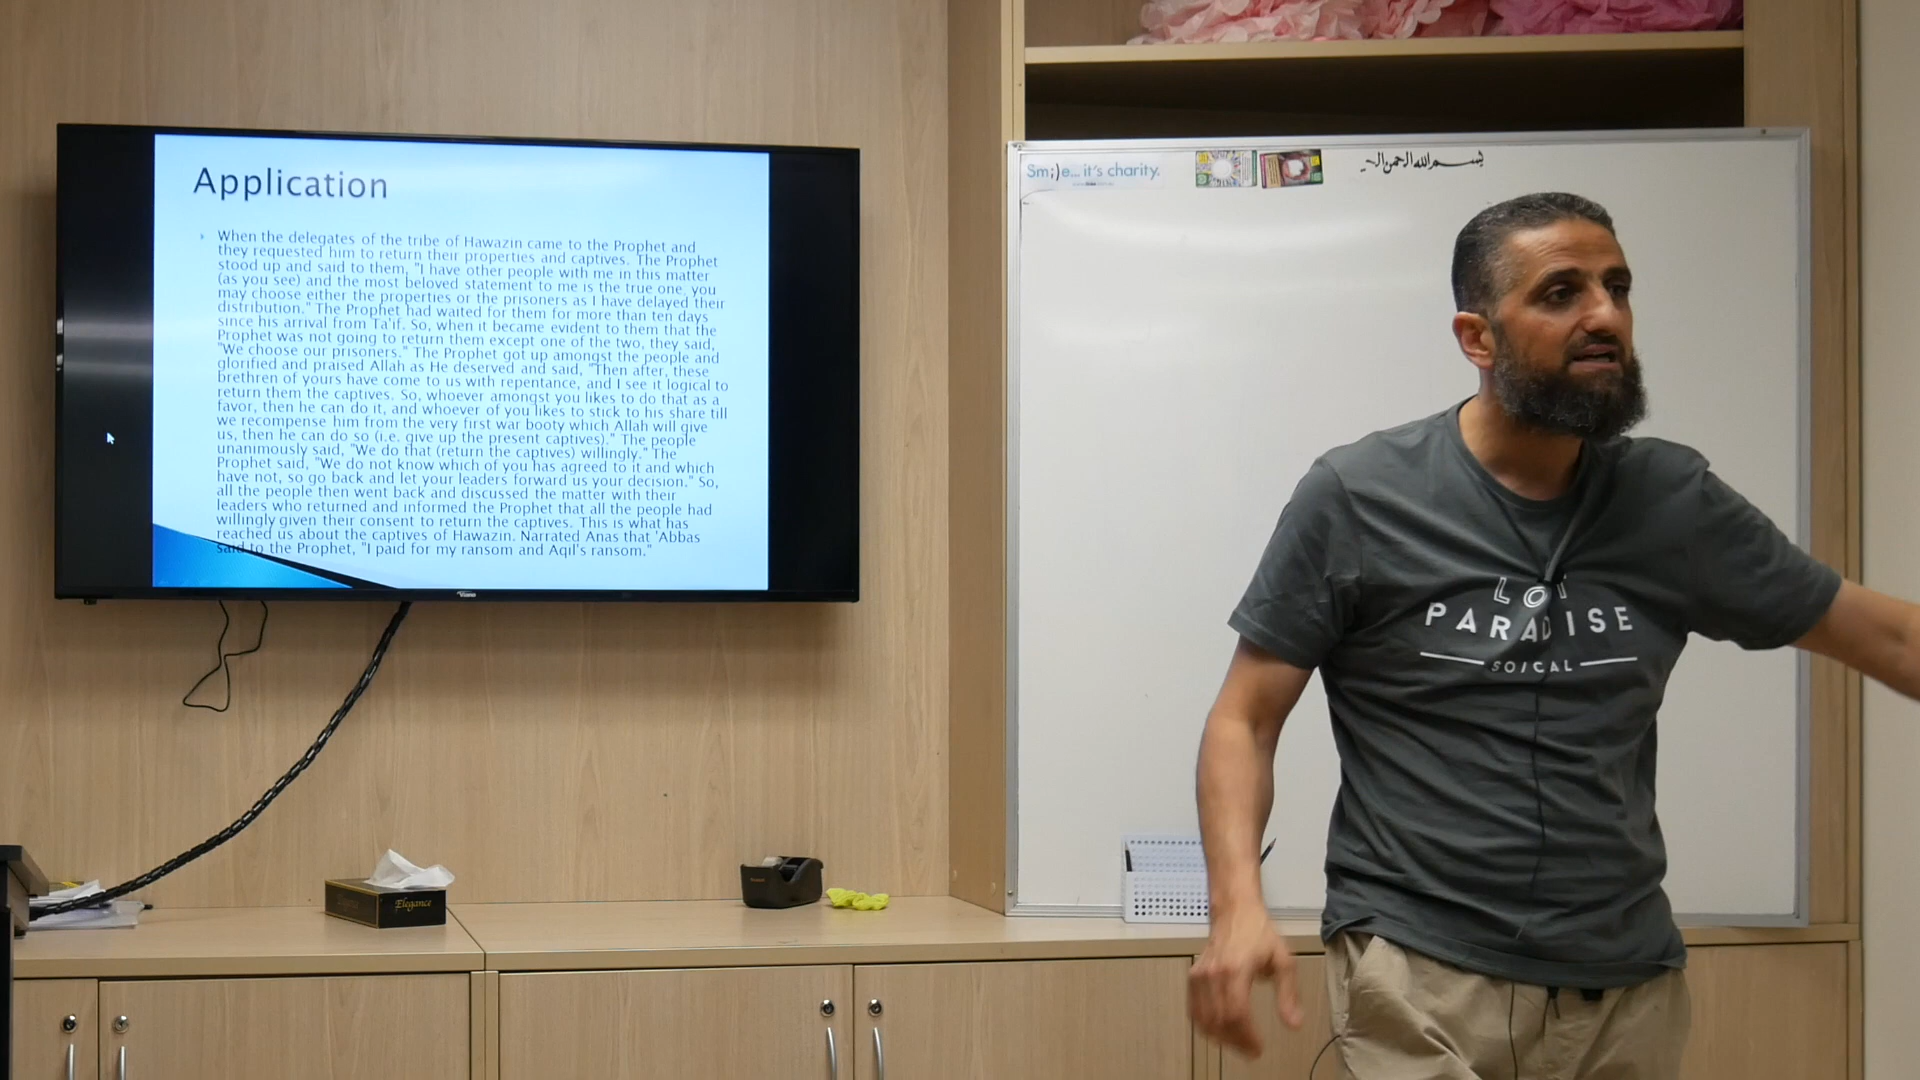 Application
When the delegates of the tribe of Hawazin came to the Prophet and
they requested him to return their properties and captives. The Prophet
stood up and said to them, "I have other people with me in this matter
(as you see) and the most beloved statement to me is the true one, you
may choose either the properties or the prisoners as I have delayed their
distribution." The Prophet had waited for them for more than ten days
since his arrival from Ta'if. So, when it became evident to them that the
Prophet was not going to return them except one of the two, they said,
"We choose our prisoners." The Prophet got up amongst the people and
glorified and praised Allah as He deserved and said, "Then after, these
brethren of yours have come to us with repentance, and I see it logical to
return them the captives. So, whoever amongst you likes to do that as a
favor, then he can do it, and whoever of you likes to stick to his share till
we recompense him from the very first war booty which Allah will give
us, then he can do so (i.e. give up the present captives)." The people
unanimously said, "We do that (return the captives) willingly." The
Prophet said, "We do not know which of you has agreed to it and which
have not, so go back and let your leaders forward us your decision." So,
all the people then went back and discussed the matter with their
leaders who returned and informed the Prophet that all the people had
willingly given their consent to return the captives. This is what has
reached us about the captives of Hawazin. Narrated Anas that 'Abbas
said to the Prophet, "I paid for my ransom and Aqil's ransom."
Sm;)e... it's charity.
بسم الله الرحمن الر
PARADISE
SO/CAL
Elegance